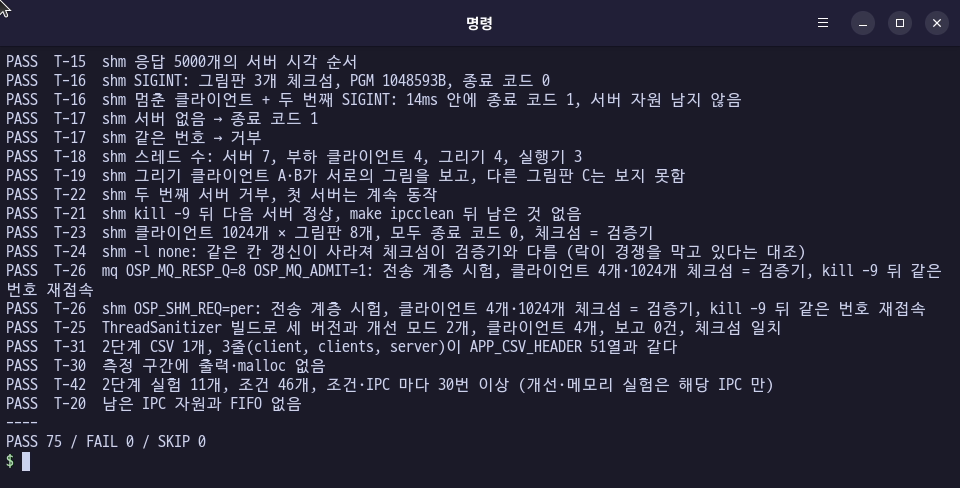 명령
PASS  T-15  shm 응답 5000개의 서버 시각 순서
PASS  T-16  shm SIGINT: 그림판 3개 체크섬, PGM 1048593B, 종료 코드 0
PASS  T-16  shm 멈춘 클라이언트 + 두 번째 SIGINT: 14ms 안에 종료 코드 1, 서버 자원 남지 않음
PASS  T-17  shm 서버 없음 → 종료 코드 1
PASS  T-17  shm 같은 번호 → 거부
PASS  T-18  shm 스레드 수: 서버 7, 부하 클라이언트 4, 그리기 4, 실행기 3
PASS  T-19  shm 그리기 클라이언트 A·B가 서로의 그림을 보고, 다른 그림판 C는 보지 못함
PASS  T-22  shm 두 번째 서버 거부, 첫 서버는 계속 동작
PASS  T-21  shm kill -9 뒤 다음 서버 정상, make ipcclean 뒤 남은 것 없음
PASS  T-23  shm 클라이언트 1024개 × 그림판 8개, 모두 종료 코드 0, 체크섬 = 검증기
PASS  T-24  shm -l none: 같은 칸 갱신이 사라져 체크섬이 검증기와 다름 (락이 경쟁을 막고 있다는 대조)
PASS  T-26  mq OSP_MQ_RESP_Q=8 OSP_MQ_ADMIT=1: 전송 계층 시험, 클라이언트 4개·1024개 체크섬 = 검증기, kill -9 뒤 같은
번호 재접속
PASS  T-26  shm OSP_SHM_REQ=per: 전송 계층 시험, 클라이언트 4개·1024개 체크섬 = 검증기, kill -9 뒤 같은 번호 재접속
PASS  T-25  ThreadSanitizer 빌드로 세 버전과 개선 모드 2개, 클라이언트 4개, 보고 0건, 체크섬 일치
PASS  T-31  2단계 CSV 1개, 3줄(client, clients, server)이 APP_CSV_HEADER 51열과 같다
PASS  T-30  측정 구간에 출력·malloc 없음
PASS  T-42  2단계 실험 11개, 조건 46개, 조건·IPC 마다 30번 이상 (개선·메모리 실험은 해당 IPC 만)
PASS  T-20  남은 IPC 자원과 FIFO 없음
----
PASS 75 / FAIL 0 / SKIP 0
$